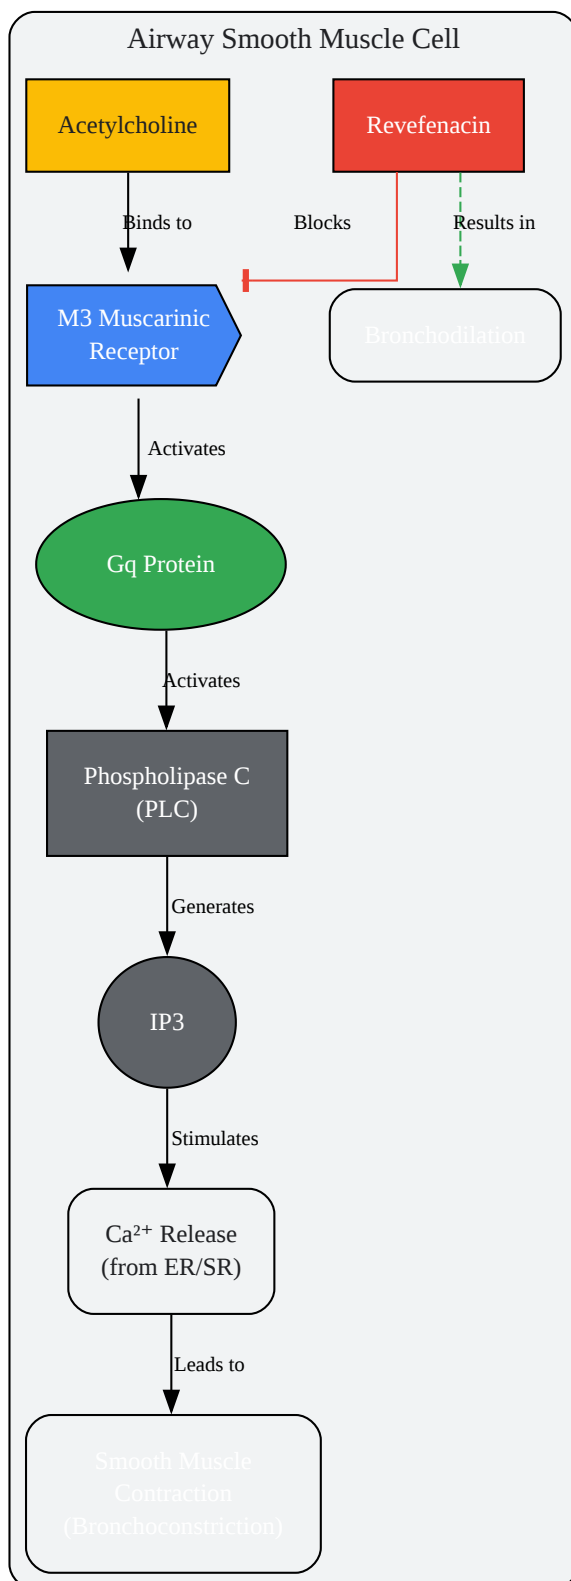 Airway Smooth Muscle Cell
Acetylcholine
Revefenacin
Binds to
Blocks
Results in
M3 Muscarinic
Receptor
Bronchodilation
Activates
Gq Protein
Activates
Phospholipase C
(PLC)
Generates
IP3
Stimulates
Ca²⁺ Release
(from ER/SR)
Leads to
Smooth Muscle
Contraction
(Bronchoconstriction)